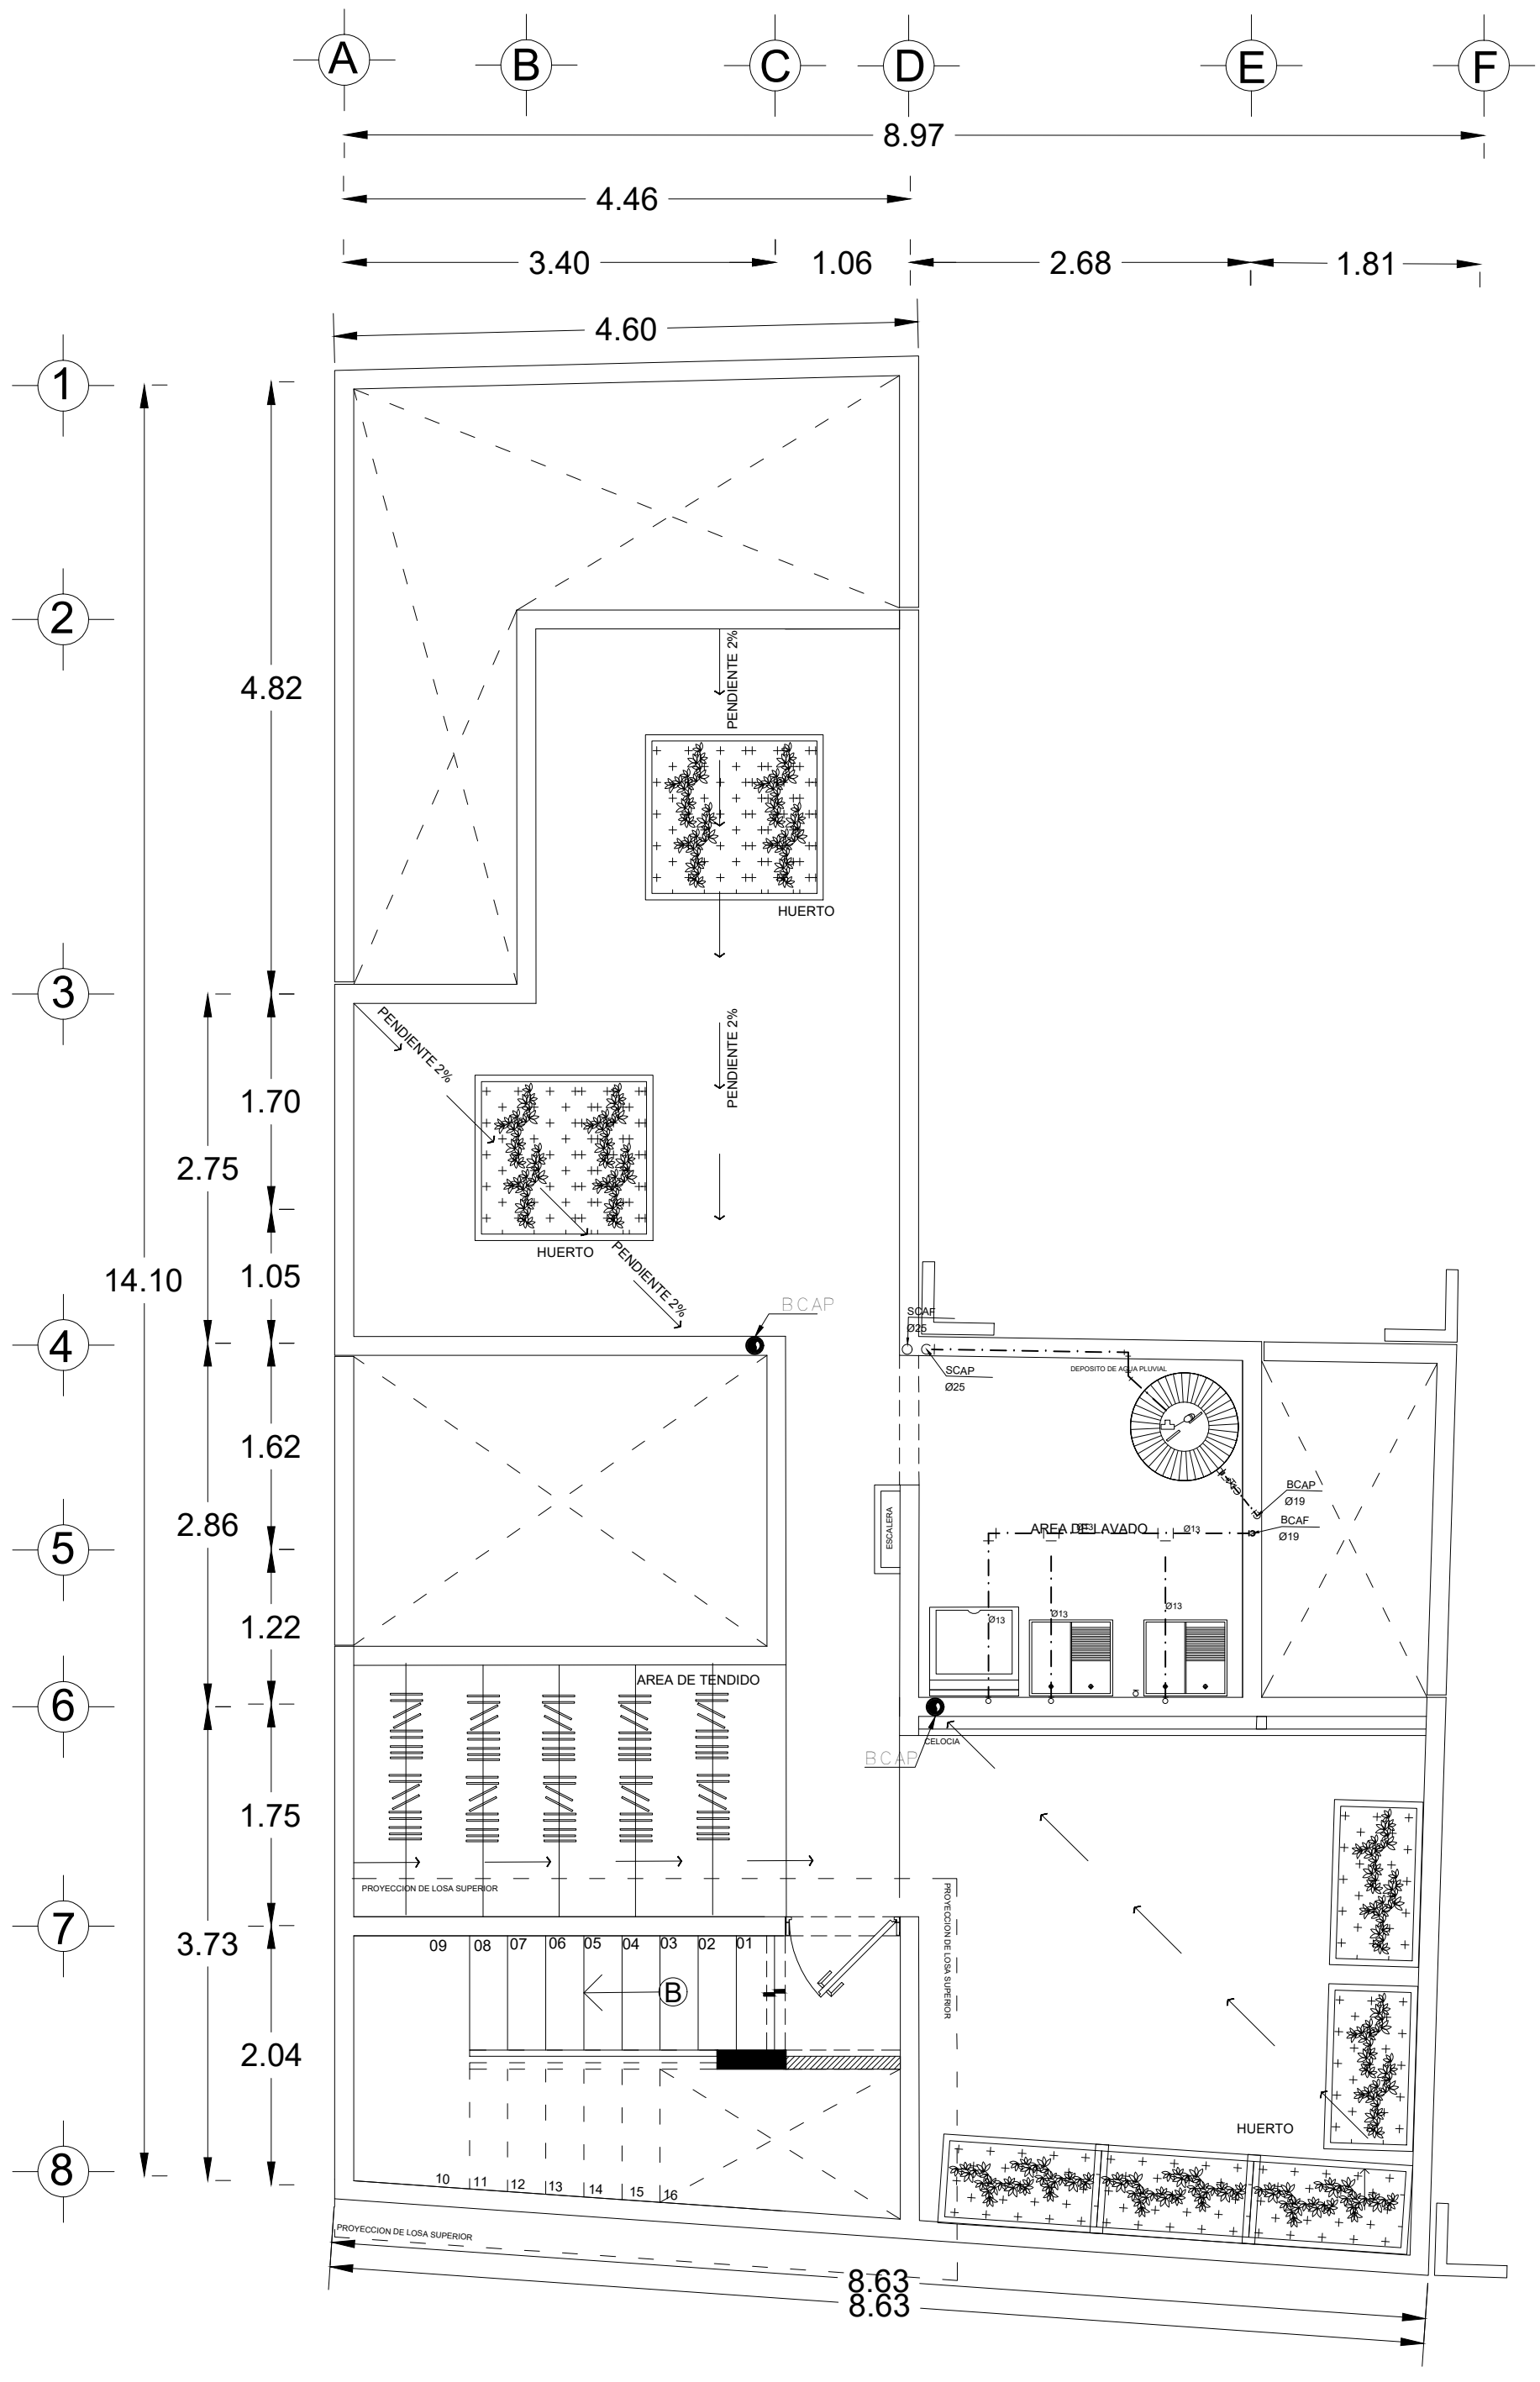 A B C D E F
8.97
4.46
3.40 1.06 2.68 1.81
4.60
1
2
4.82
PENDIENTE 2%
HUERTO
3
PENDIENTE 2%
PENDIENTE 2%
1.70
2.75
HUERTO
PENDIENTE 2%
14.10
1.05
BCAP
SCAF
Ø25
4
DEPOSITO DE AGUA PLUVIAL
SCAP
Ø25
1.62
BCAP
Ø19
2.86
ESCALERA
AREA DE LAVADO
Ø13
Ø13
BCAF
Ø19
5
1.22
Ø13
Ø13
Ø13
AREA DE TENDIDO
6
CELOCIA
BCAP
1.75
PROYECCION DE LOSA SUPERIOR
PROYECCION DE LOSA SUPERIOR
7
3.73
09 08 07 06 05 04 03 02 01
B
2.04
HUERTO
8
10 11 12 13 14 15 16
PROYECCION DE LOSA SUPERIOR
8.63
8.63